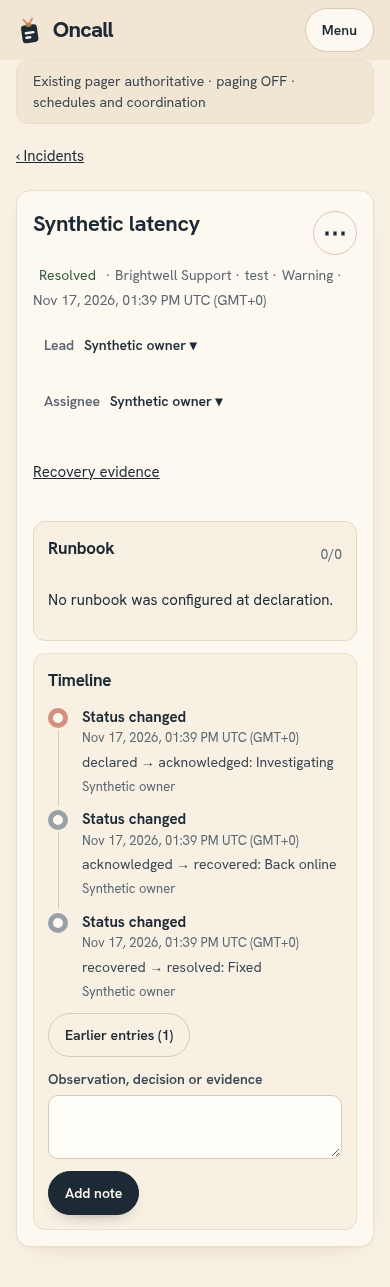 Oncall
Menu
Existing pager authoritative · paging OFF ·
schedules and coordination
‹ Incidents
Synthetic latency
⋯
Resolved · Brightwell Support · test · Warning ·
Nov 17, 2026, 01:39 PM UTC (GMT+0)
Lead Synthetic owner ▾
Assignee Synthetic owner ▾
Recovery evidence
Runbook
0/0
No runbook was configured at declaration.
Timeline
Status changed
Nov 17, 2026, 01:39 PM UTC (GMT+0)
declared → acknowledged: Investigating
Synthetic owner
Status changed
Nov 17, 2026, 01:39 PM UTC (GMT+0)
acknowledged → recovered: Back online
Synthetic owner
Status changed
Nov 17, 2026, 01:39 PM UTC (GMT+0)
recovered → resolved: Fixed
Synthetic owner
Earlier entries (1)
Observation, decision or evidence
Add note